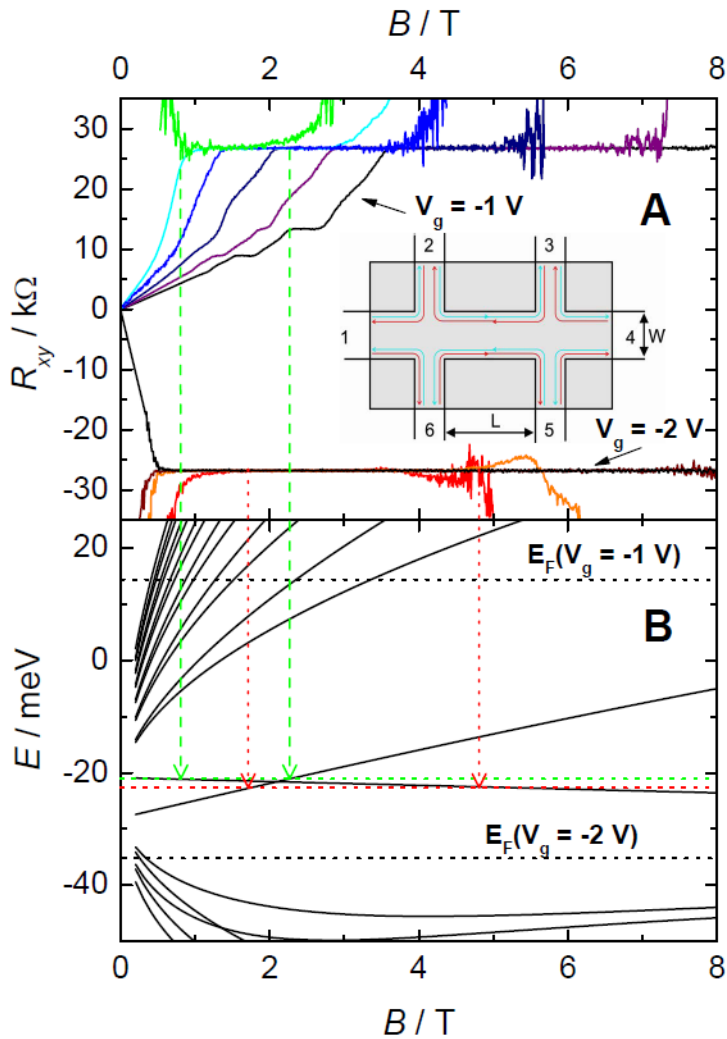 B / T
0 2 4 6 8
30
20
10
0
-10
-20
-30
R_xy / kΩ
A
V_g = -1 V
2 3
1 4 W
6 L 5
V_g = -2 V
20
0
-20
-40
E / meV
E_F(V_g = -1 V)
B
E_F(V_g = -2 V)
0 2 4 6 8
B / T